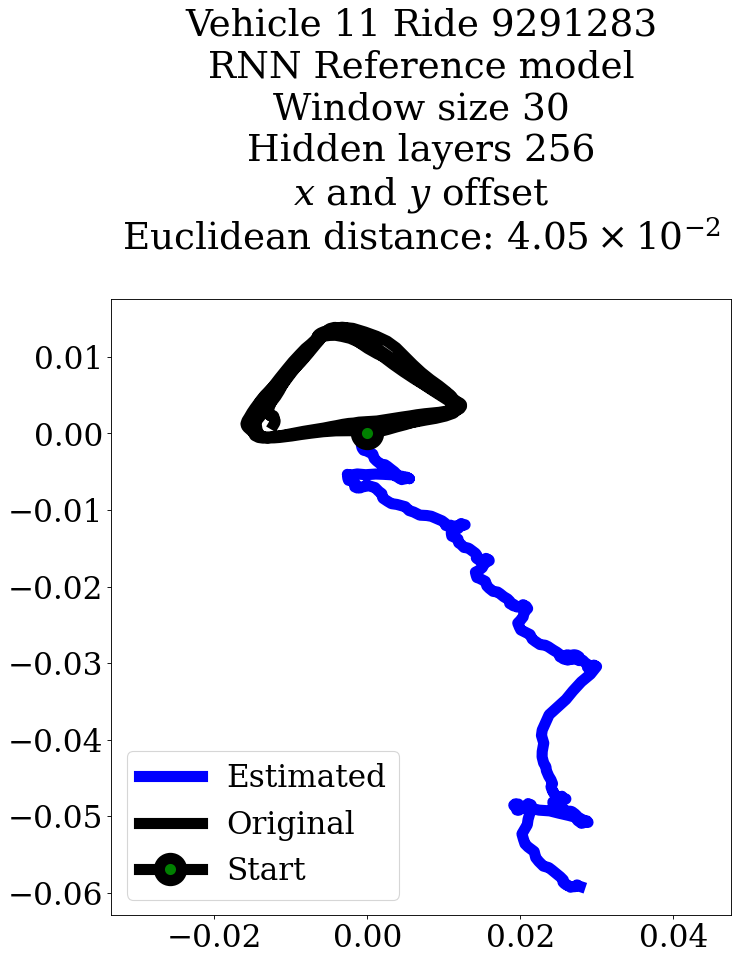 Vehicle 11 Ride 9291283
RNN Reference model
Window size 30
Hidden layers 256
x and y offset
Euclidean distance: 4.05 × 10⁻²
0.01
0.00
−0.01
−0.02
−0.03
−0.04
−0.05
−0.06
Estimated
Original
Start
−0.02 0.00 0.02 0.04